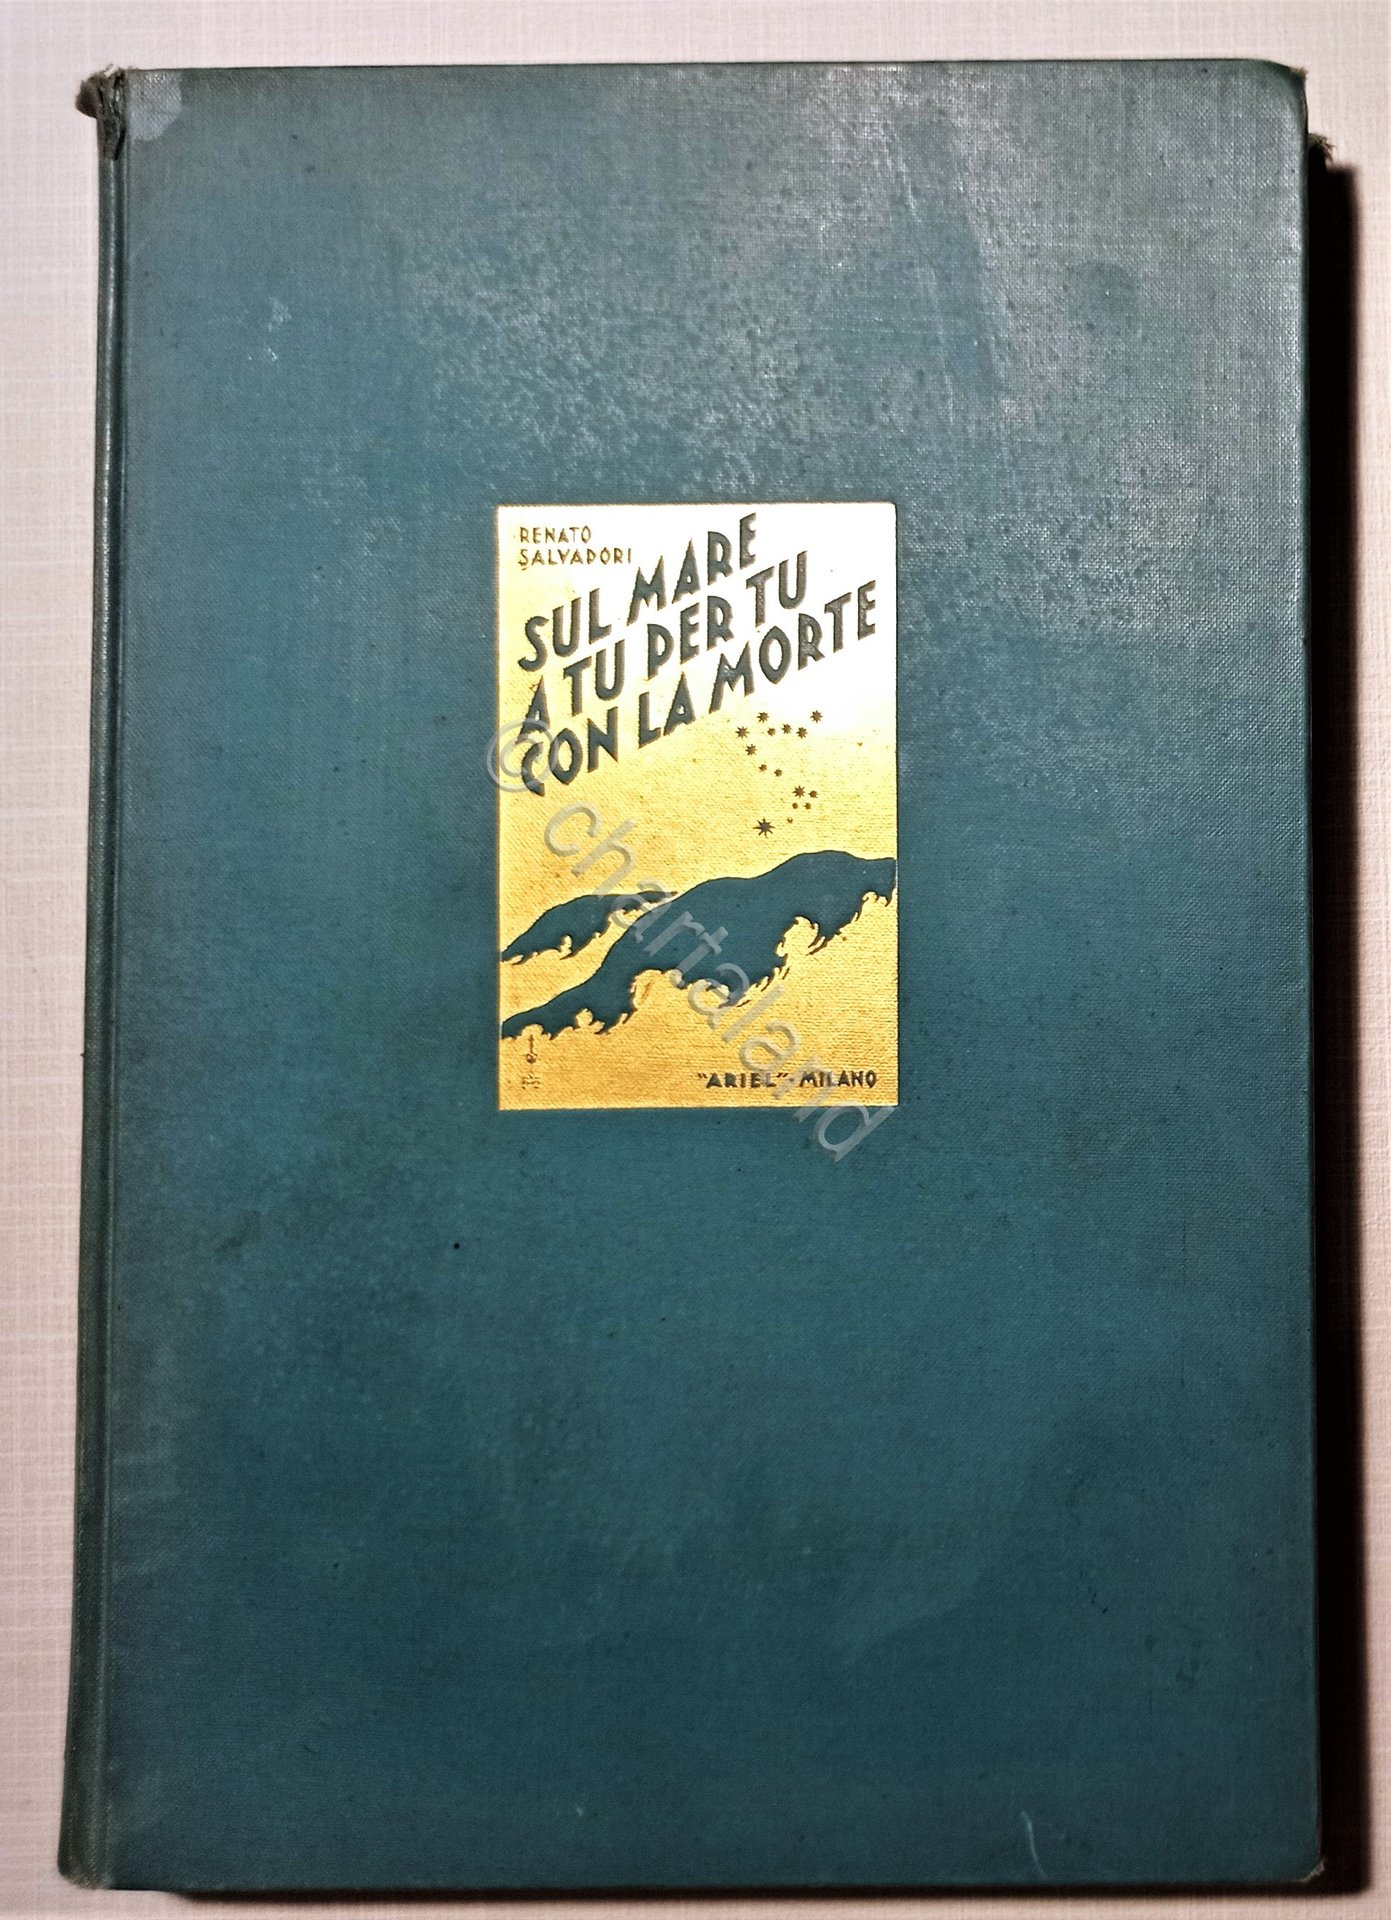 RENATO
SALVADORI
SUL MARE
A TU PER TU
CON LA MORTE
"ARIEL" - MILANO
© chartaland